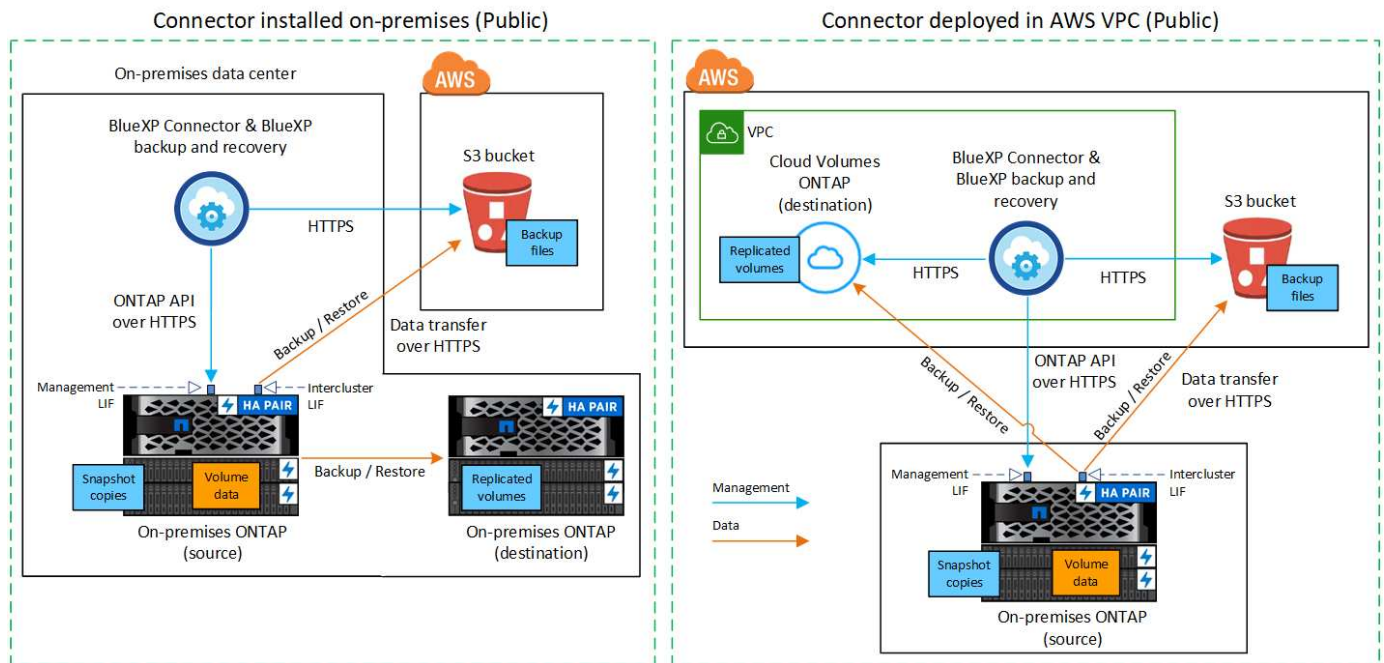 Connector installed on-premises (Public)
On-premises data center
AWS
BlueXP Connector & BlueXP
backup and recovery
S3 bucket
HTTPS
Backup
files
ONTAP API
over HTTPS
Backup / Restore
Data transfer
over HTTPS
Management
LIF
Intercluster
LIF
HA PAIR
HA PAIR
Snapshot
copies
Volume
data
Backup / Restore
Replicated
volumes
On-premises ONTAP
(source)
On-premises ONTAP
(destination)
Connector deployed in AWS VPC (Public)
AWS
VPC
Cloud Volumes
ONTAP
(destination)
BlueXP Connector &
BlueXP backup and
recovery
S3 bucket
Replicated
volumes
HTTPS
HTTPS
Backup
files
ONTAP API
over HTTPS
Backup / Restore
Backup / Restore
Data transfer
over HTTPS
Management
LIF
Intercluster
LIF
HA PAIR
Management
Data
Snapshot
copies
Volume
data
On-premises ONTAP
(source)